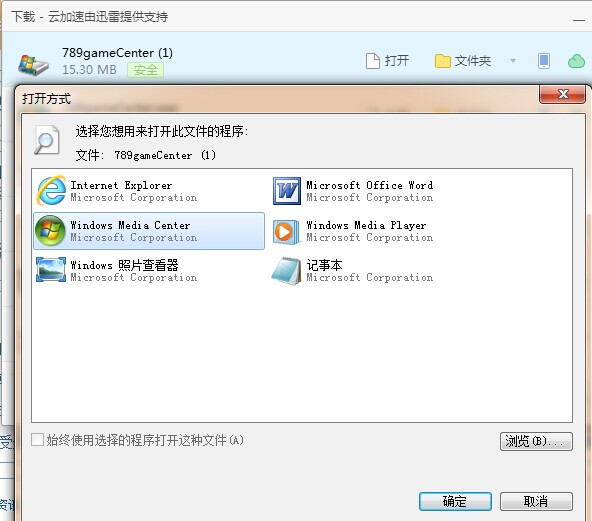 下载 - 云加速由迅雷提供支持
789gameCenter (1)
15.30 MB 安全
打开 文件夹
打开方式
选择您想用来打开此文件的程序:
文件: 789gameCenter (1)
Internet Explorer
Microsoft Corporation
Microsoft Office Word
Microsoft Corporation
Windows Media Center
Microsoft Corporation
Windows Media Player
Microsoft Corporation
Windows 照片查看器
Microsoft Corporation
记事本
Microsoft Corporation
始终使用选择的程序打开这种文件(A)
浏览(B)...
受
资讯
确定 取消